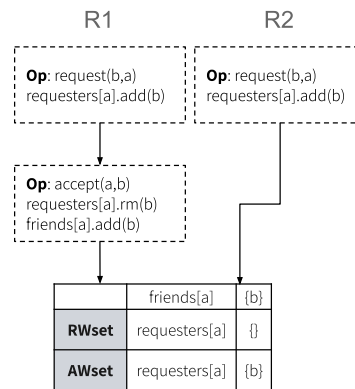 R1
R2
Op: request(b,a)
requesters[a].add(b)
Op: request(b,a)
requesters[a].add(b)
Op: accept(a,b)
requesters[a].rm(b)
friends[a].add(b)
friends[a] {b}
RWset requesters[a] {}
AWset requesters[a] {b}